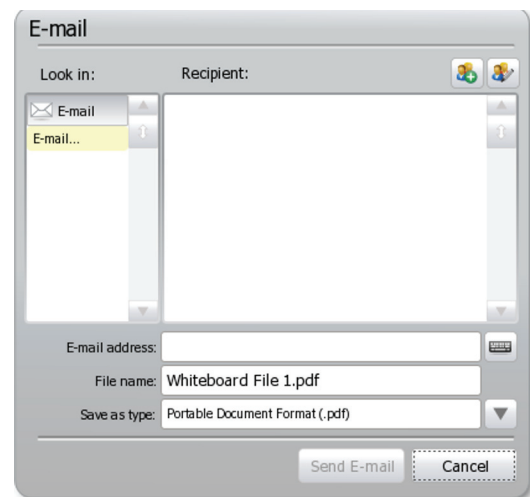 E-mail
Look in: Recipient:
E-mail
E-mail...
E-mail address:
File name: Whiteboard File 1.pdf
Save as type: Portable Document Format (.pdf)
Send E-mail Cancel